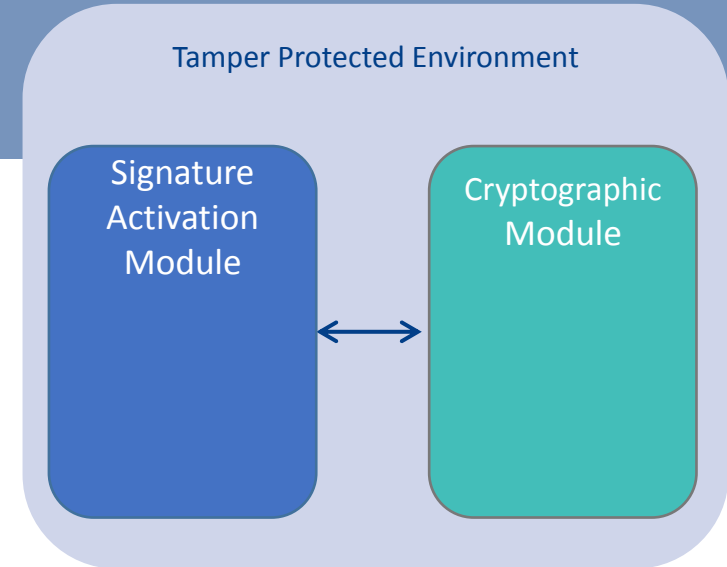 Tamper Protected Environment
Signature
Activation
Module
Cryptographic
Module